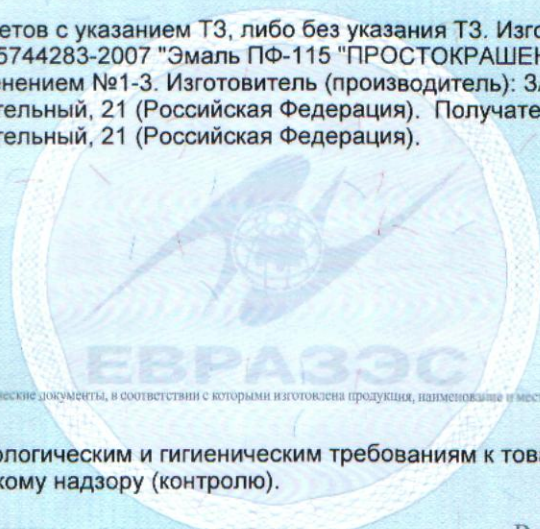 етов с указанием ТЗ, либо без указания ТЗ. Изго
5744283-2007 "Эмаль ПФ-115 "ПРОСТОКРАШЕН
нением №1-3. Изготовитель (производитель): З
тельный, 21 (Российская Федерация). Получате
тельный, 21 (Российская Федерация).
ЕВРАЗЭС
ческие документы, в соответствии с которыми изготовлена продукция, наименование и мес
ологическим и гигиеническим требованиям к това
кому надзору (контролю).